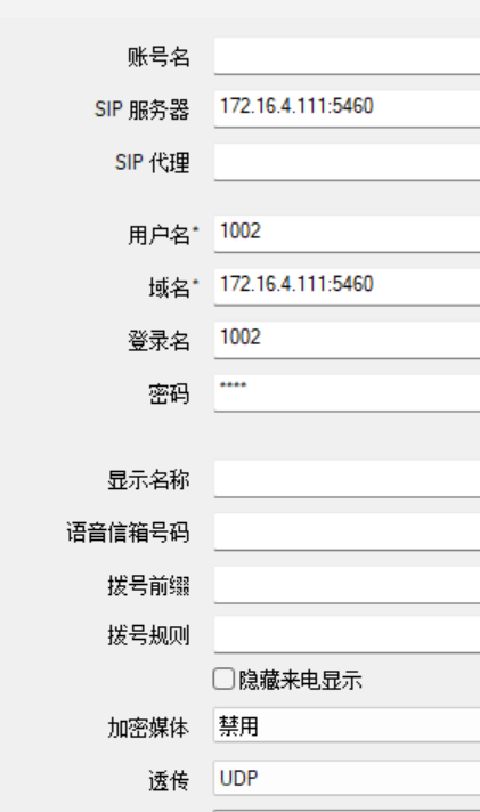 账号名
SIP 服务器 172.16.4.111:5460
SIP 代理
用户名* 1002
域名* 172.16.4.111:5460
登录名 1002
密码 ****
显示名称
语音信箱号码
拨号前缀
拨号规则
隐藏来电显示
加密媒体 禁用
透传 UDP